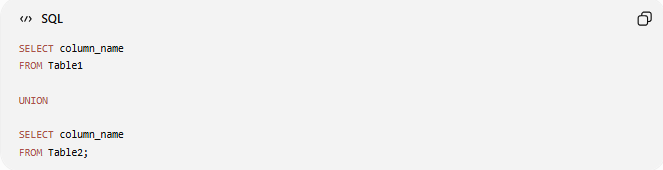 SQL
SELECT column_name
FROM Table1
UNION
SELECT column_name
FROM Table2;